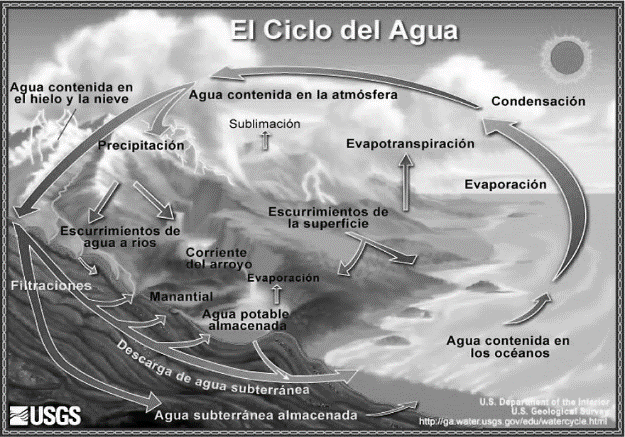 El Ciclo del Agua
Agua contenida en
el hielo y la nieve
Agua contenida en la atmósfera
Condensación
Sublimación
Precipitación
Evapotranspiración
Evaporación
Escurrimientos de
la superficie
Escurrimientos de
agua a rios
Corriente
del arroyo
Evaporación
Filtraciones
Manantial
Agua potable
almacenada
Agua contenida en
los océanos
Descarga de agua subterránea
Agua subterránea almacenada
USGS
U.S. Department of the Interior
U.S. Geological Survey
http://ga.water.usgs.gov/edu/watercycle.html